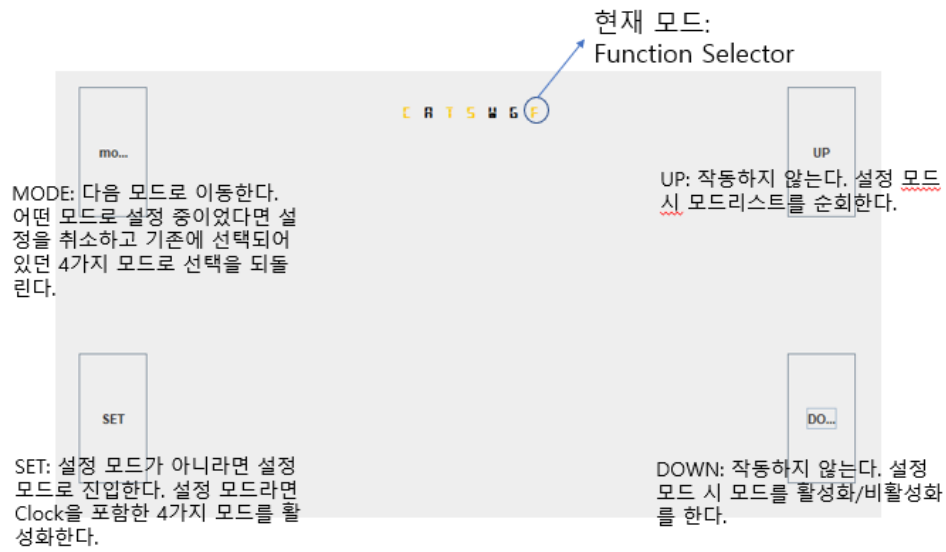 현재 모드:
Function Selector
C A T S W G F
mo...
UP
MODE: 다음 모드로 이동한다.
어떤 모드로 설정 중이었다면 설
정을 취소하고 기존에 선택되어
있던 4가지 모드로 선택을 되돌
린다.
UP: 작동하지 않는다. 설정 모드
시 모드리스트를 순회한다.
SET
DO...
SET: 설정 모드가 아니라면 설정
모드로 진입한다. 설정 모드라면
Clock을 포함한 4가지 모드를 활
성화한다.
DOWN: 작동하지 않는다. 설정
모드 시 모드를 활성화/비활성화
를 한다.